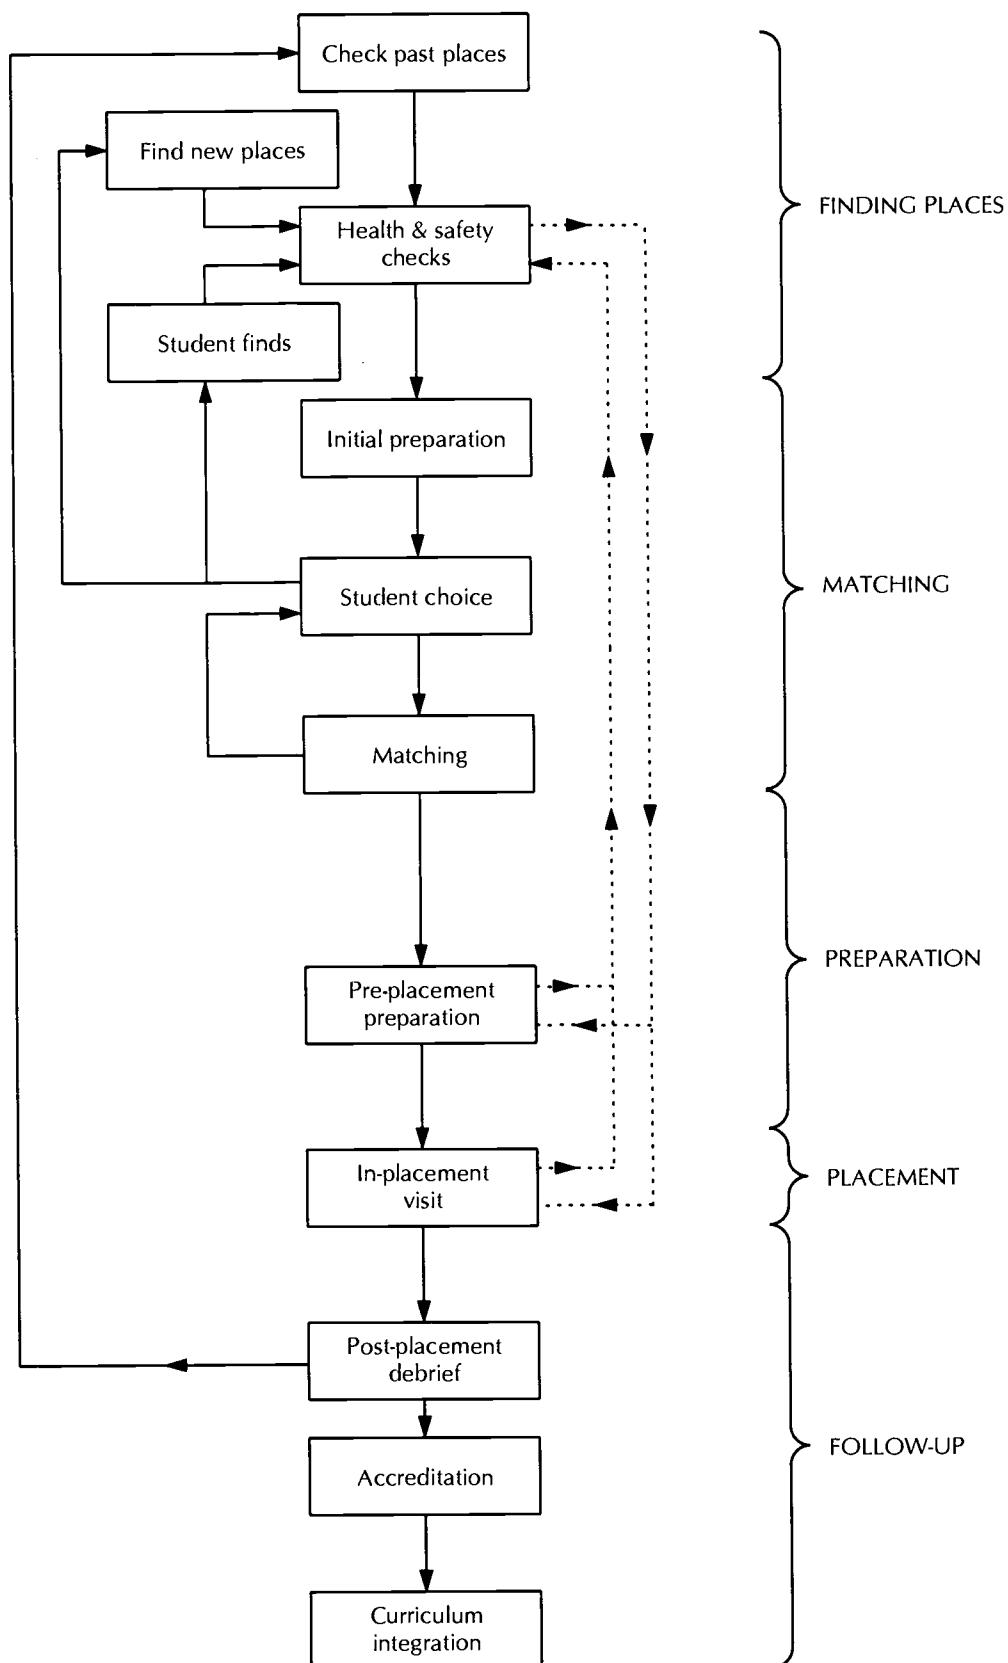 Check past places
Find new places
FINDING PLACES
Health & safety
checks
Student finds
Initial preparation
Student choice
MATCHING
Matching
PREPARATION
Pre-placement
preparation
In-placement
visit
PLACEMENT
Post-placement
debrief
FOLLOW-UP
Accreditation
Curriculum
integration